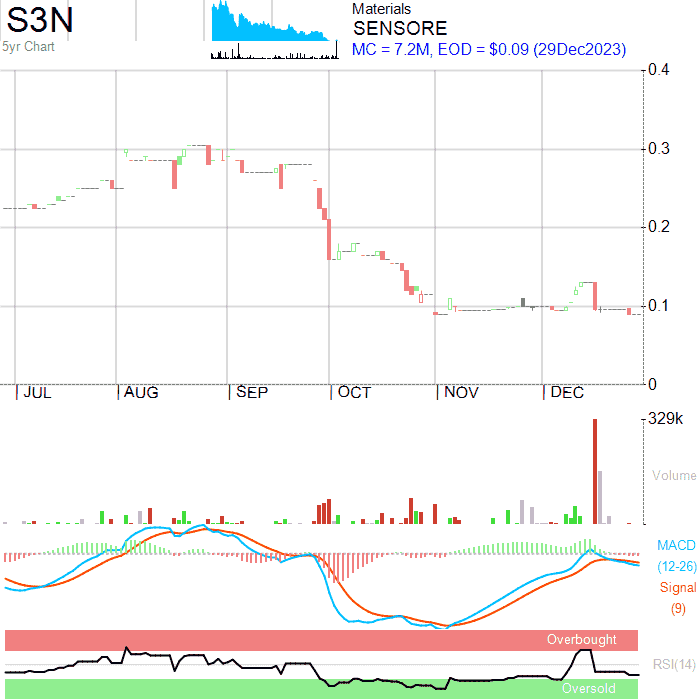 S3N
5yr Chart
Materials
SENSORE
MC = 7.2M, EOD = $0.09 (29Dec2023)
0.4
0.3
0.2
0.1
0
JUL AUG SEP OCT NOV DEC
329k
Volume
MACD
(12-26)
Signal
(9)
Overbought
RSI(14)
Oversold